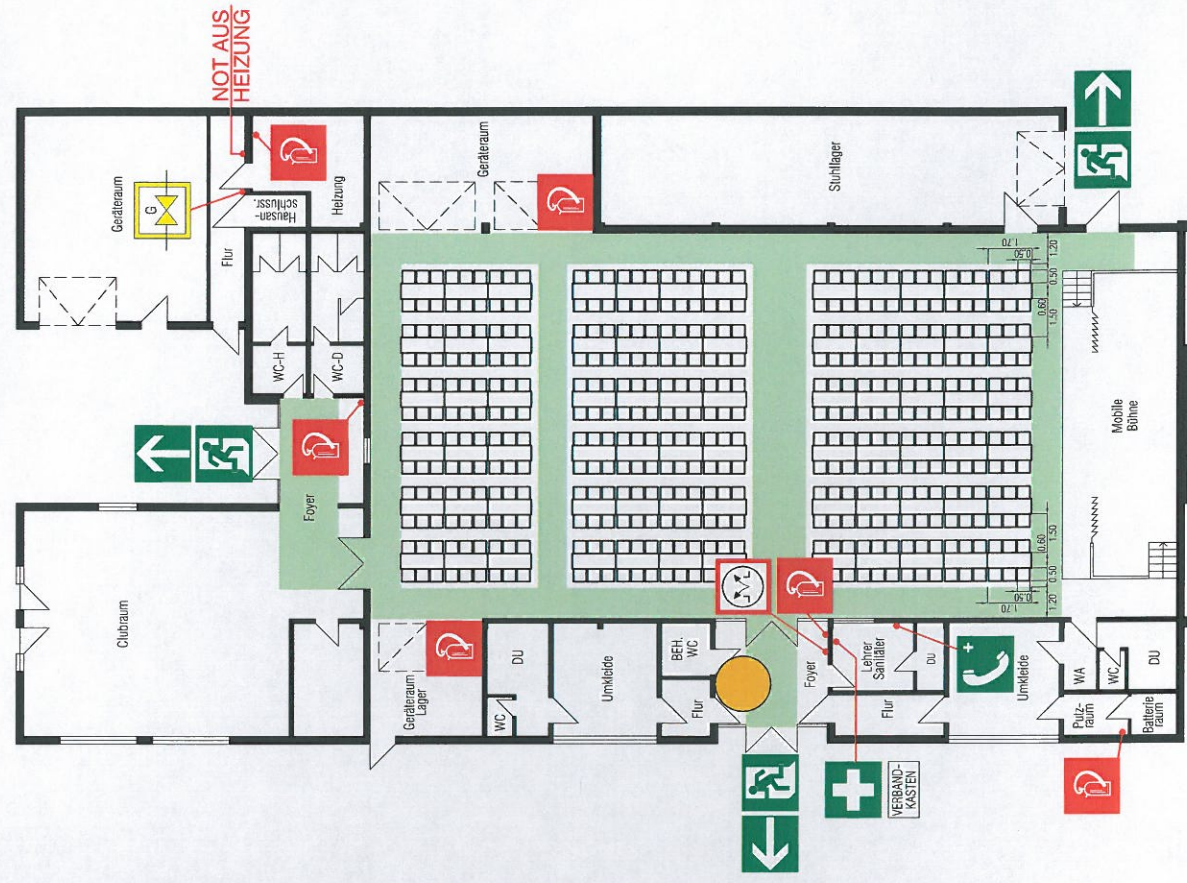 NOT AUS
HEIZUNG
Geräteraum
G
Flur
Hausan-
schlussr.
Heizung
WC-H
WC-D
Geräteraum
Stuhllager
Foyer
Clubraum
Geräteraum
Lager
DU
WC
Umkleide
BEH.
WC
Flur
Foyer
Lehrer
Sanitäter
DU
Flur
Umkleide
WA
WC
DU
Putz-
raum
Batterie
raum
VERBAND-
KASTEN
Mobile
Bühne
1.70
0.50
1.20
0.50
0.60
1.50
1.50
0.60
0.50
0.50
1.70
1.20